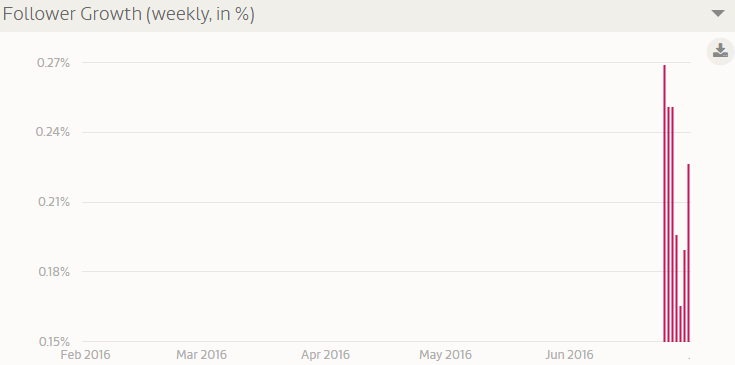 Follower Growth (weekly, in %)
0.27%
0.24%
0.21%
0.18%
0.15%
Feb 2016 Mar 2016 Apr 2016 May 2016 Jun 2016 .